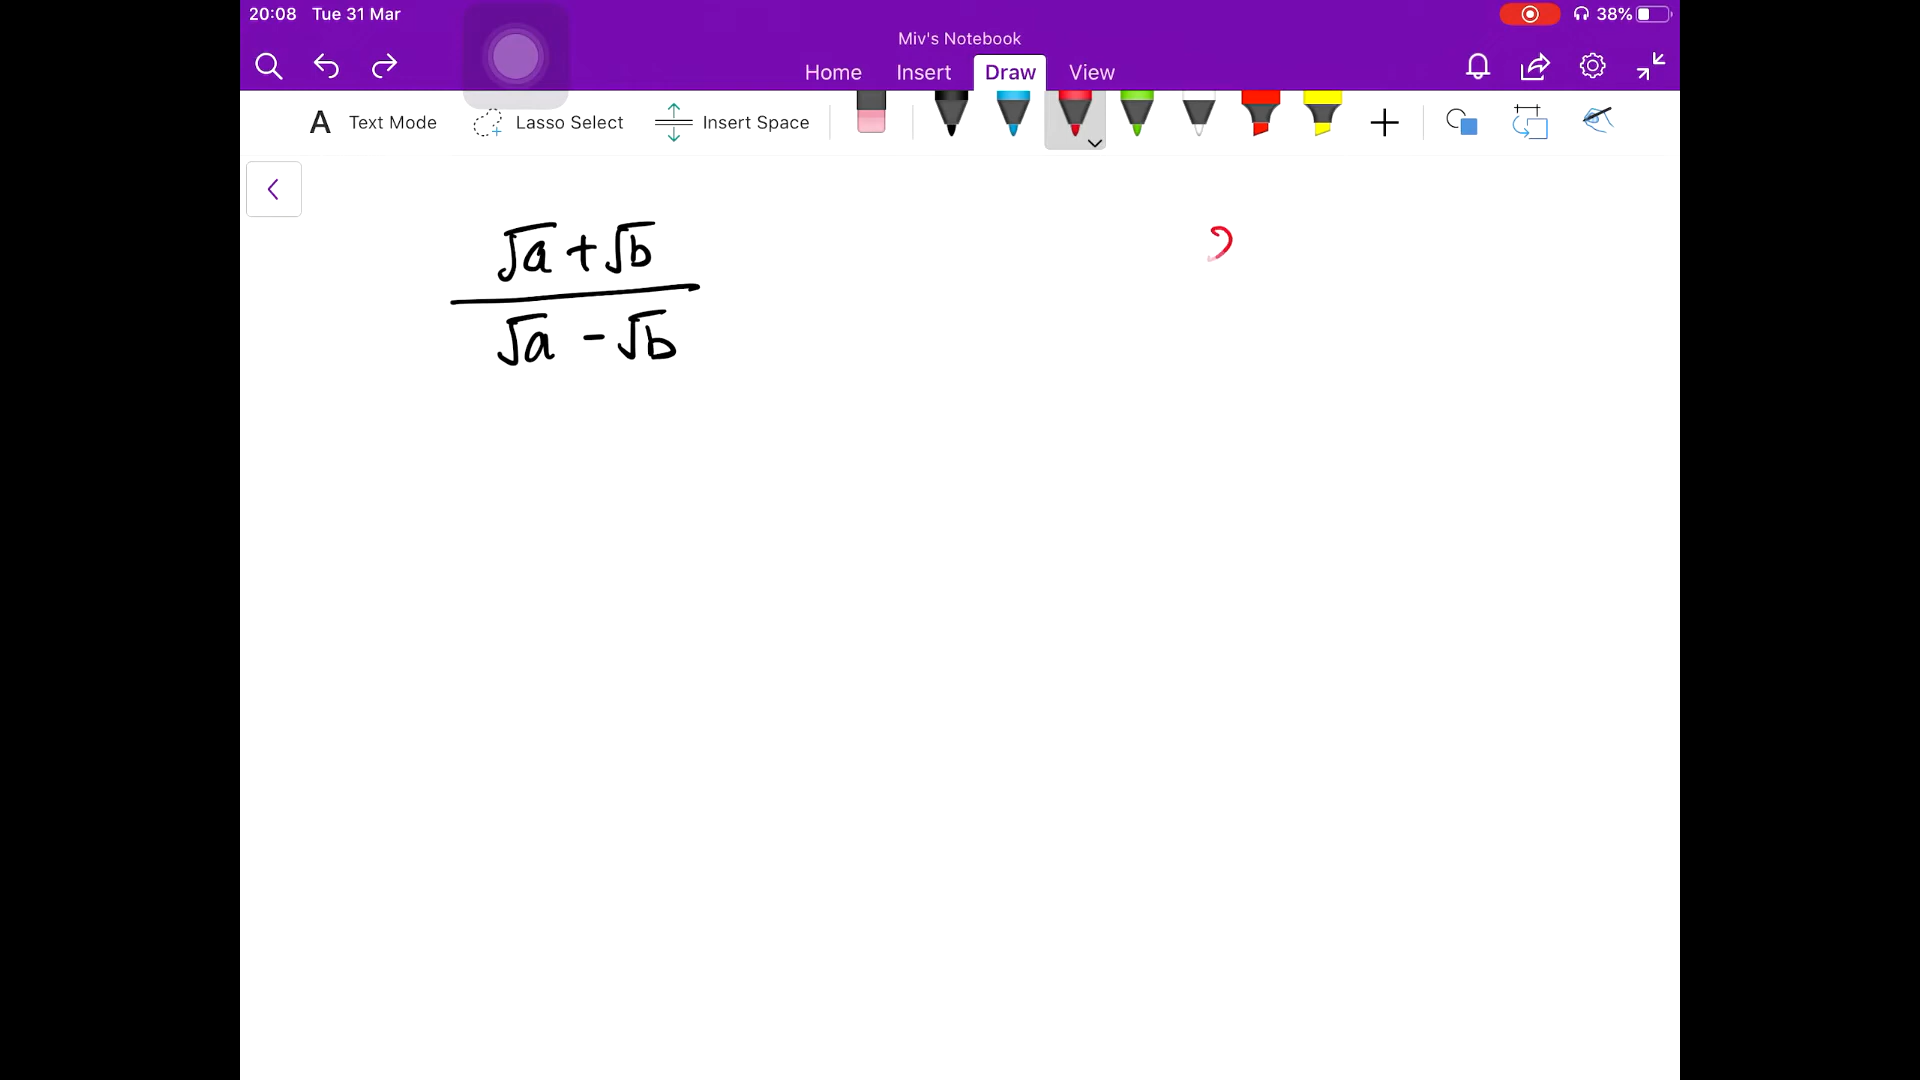 20:08 Tue 31 Mar 38%
Miv's Notebook
Home Insert Draw View
A Text Mode Lasso Select Insert Space
√a + √b
√a - √b